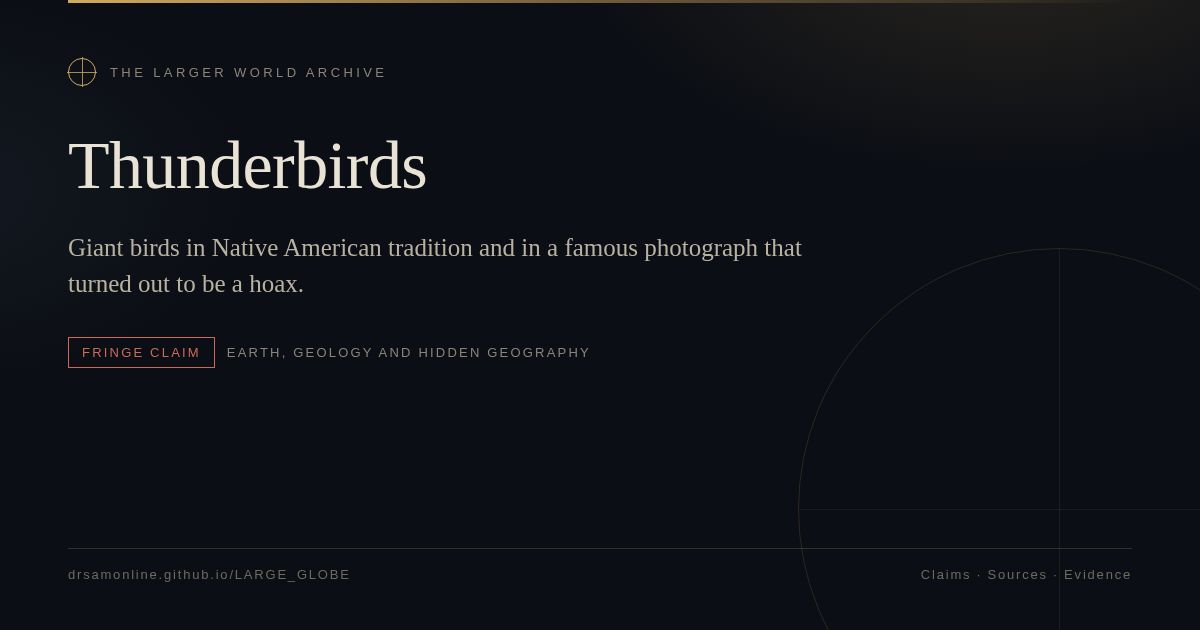 THE LARGER WORLD ARCHIVE
Thunderbirds
Giant birds in Native American tradition and in a famous photograph that
turned out to be a hoax.
FRINGE CLAIM EARTH, GEOLOGY AND HIDDEN GEOGRAPHY
drsamonline.github.io/LARGE_GLOBE Claims · Sources · Evidence